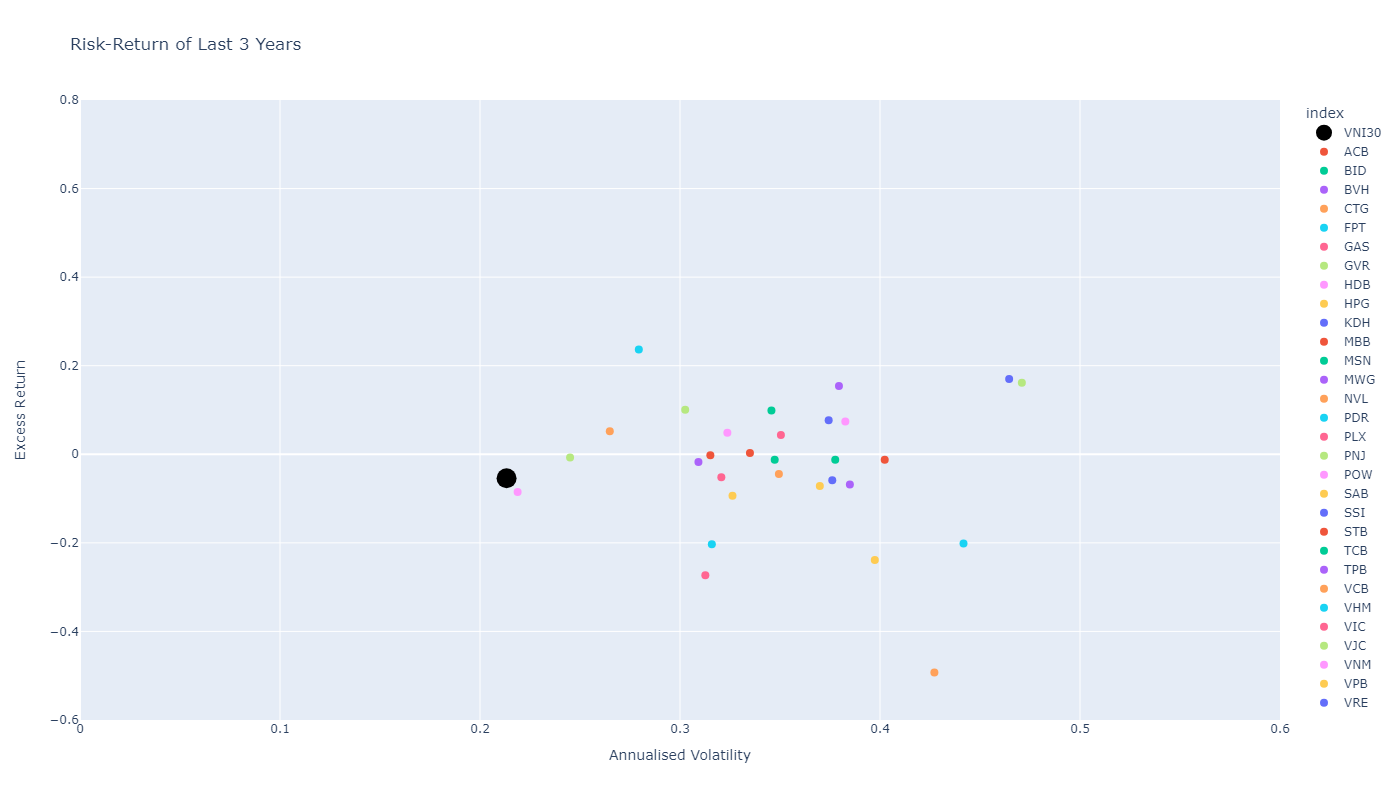 Risk-Return of Last 3 Years
0.8
0.6
0.4
0.2
0
−0.2
−0.4
−0.6
Excess Return
0
0.1
0.2
0.3
0.4
0.5
0.6
Annualised Volatility
index
VNI30
ACB
BID
BVH
CTG
FPT
GAS
GVR
HDB
HPG
KDH
MBB
MSN
MWG
NVL
PDR
PLX
PNJ
POW
SAB
SSI
STB
TCB
TPB
VCB
VHM
VIC
VJC
VNM
VPB
VRE